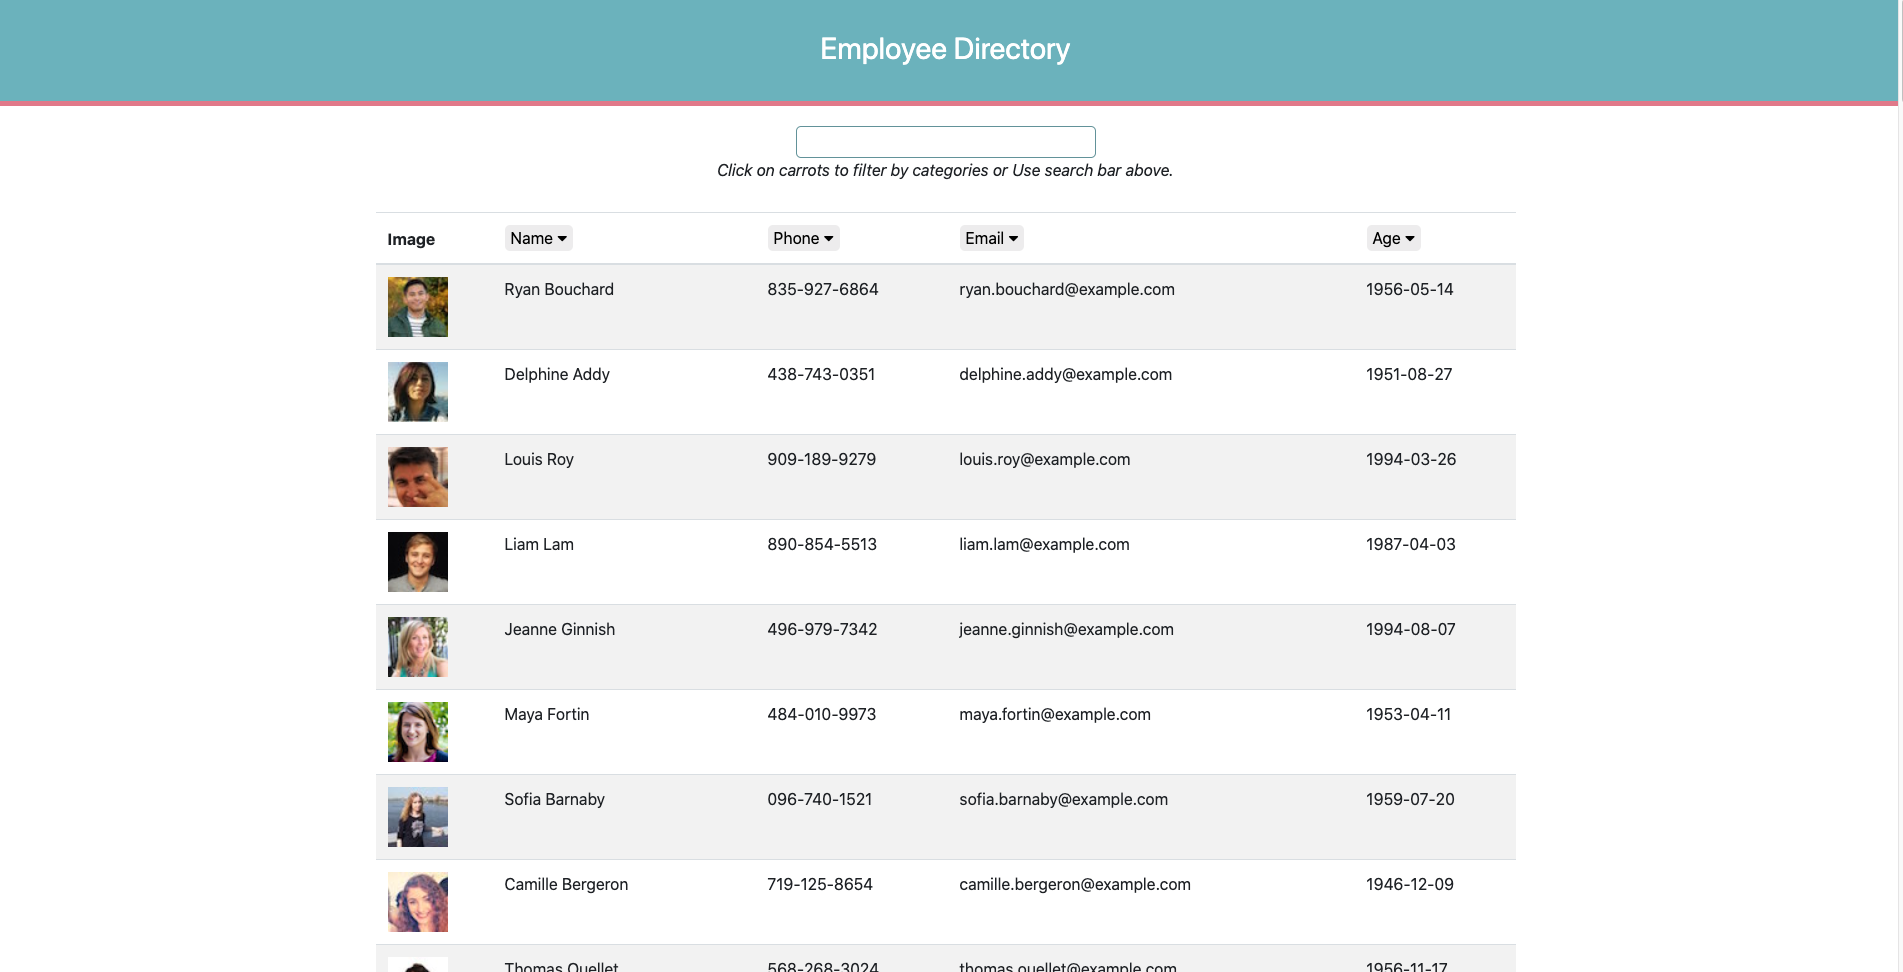 Employee Directory
Click on carrots to filter by categories or Use search bar above.
Image Name Phone Email Age
Ryan Bouchard 835-927-6864 ryan.bouchard@example.com 1956-05-14
Delphine Addy 438-743-0351 delphine.addy@example.com 1951-08-27
Louis Roy 909-189-9279 louis.roy@example.com 1994-03-26
Liam Lam 890-854-5513 liam.lam@example.com 1987-04-03
Jeanne Ginnish 496-979-7342 jeanne.ginnish@example.com 1994-08-07
Maya Fortin 484-010-9973 maya.fortin@example.com 1953-04-11
Sofia Barnaby 096-740-1521 sofia.barnaby@example.com 1959-07-20
Camille Bergeron 719-125-8654 camille.bergeron@example.com 1946-12-09
Thomas Ouellet 568-268-3024 thomas.ouellet@example.com 1956-11-17